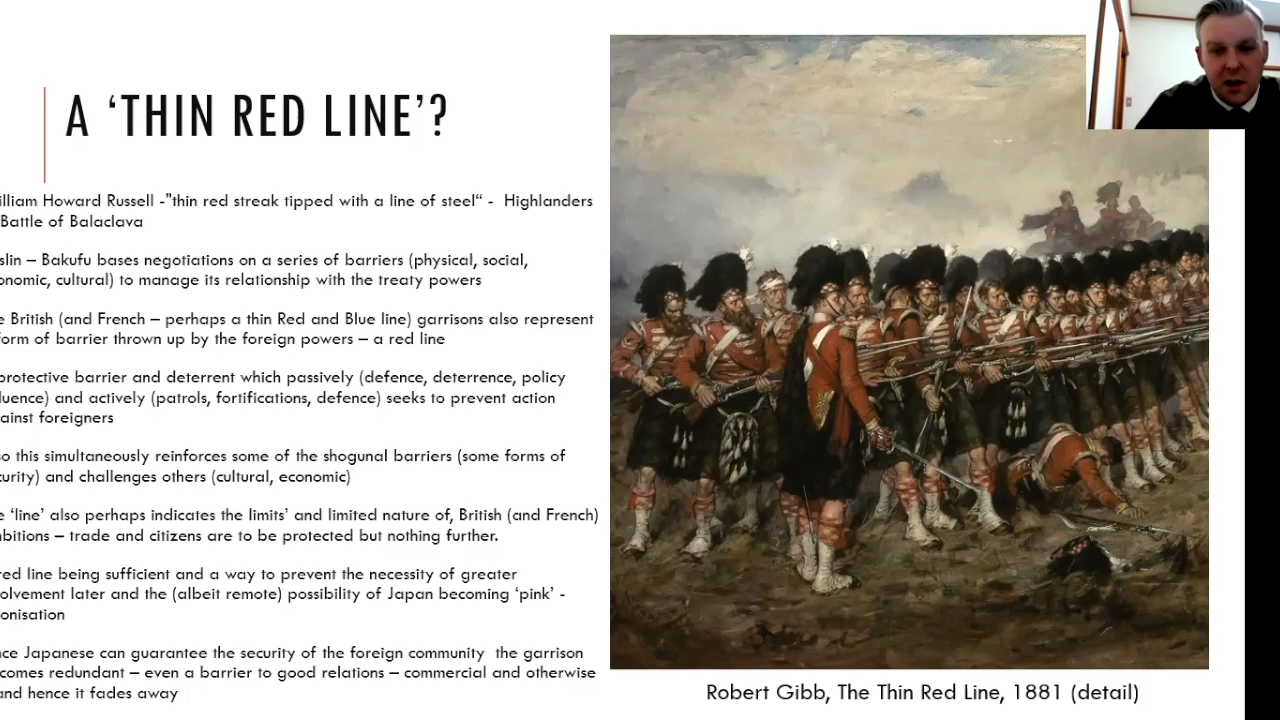 A ‘THIN RED LINE’?
illiam Howard Russell -"thin red streak tipped with a line of steel“ - Highlanders
Battle of Balaclava
slin – Bakufu bases negotiations on a series of barriers (physical, social,
onomic, cultural) to manage its relationship with the treaty powers
e British (and French – perhaps a thin Red and Blue line) garrisons also represent
form of barrier thrown up by the foreign powers – a red line
protective barrier and deterrent which passively (defence, deterrence, policy
luence) and actively (patrols, fortifications, defence) seeks to prevent action
ainst foreigners
so this simultaneously reinforces some of the shogunal barriers (some forms of
curity) and challenges others (cultural, economic)
e ‘line’ also perhaps indicates the limits’ and limited nature of, British (and French)
nbitions – trade and citizens are to be protected but nothing further.
red line being sufficient and a way to prevent the necessity of greater
olvement later and the (albeit remote) possibility of Japan becoming ‘pink’ -
onisation
nce Japanese can guarantee the security of the foreign community the garrison
comes redundant – even a barrier to good relations – commercial and otherwise
and hence it fades away
Robert Gibb, The Thin Red Line, 1881 (detail)